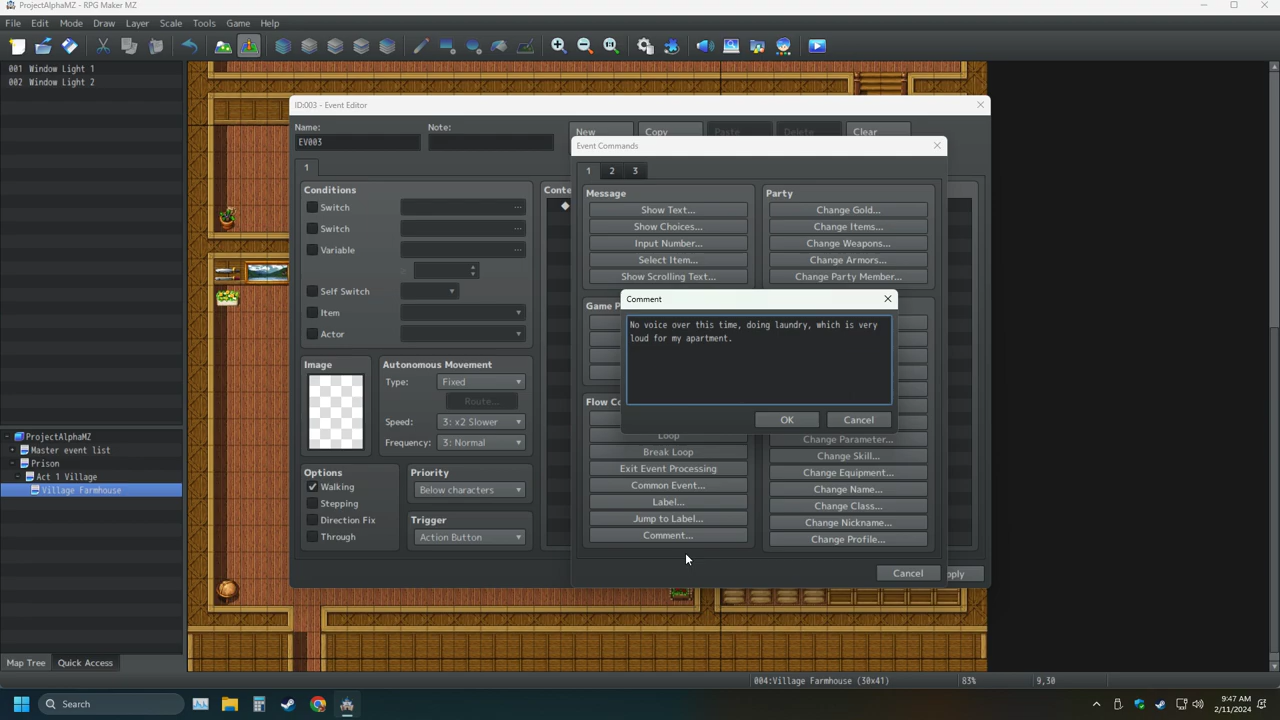 ProjectAlphaMZ - RPG Maker MZ
File Edit Mode Draw Layer Scale Tools Game Help
001 Window Light 1
002 Window Light 2
ID:003 - Event Editor
Name:
Note:
EV003
New
Copy
Paste
Delete
Clear
1
Conditions
Switch
Switch
Variable
Self Switch
Item
Actor
Image
Autonomous Movement
Type:
Fixed
Route...
Speed:
3: x2 Slower
Frequency:
3: Normal
Options
Walking
Stepping
Direction Fix
Through
Priority
Below characters
Trigger
Action Button
Conte
Event Commands
1 2 3
Message
Show Text...
Show Choices...
Input Number...
Select Item...
Show Scrolling Text...
Party
Change Gold...
Change Items...
Change Weapons...
Change Armors...
Change Party Member...
Game P
Flow Co
Comment
No voice over this time, doing laundry, which is very
loud for my apartment.
OK
Cancel
Loop
Break Loop
Exit Event Processing
Common Event...
Label...
Jump to Label...
Comment...
Change Parameter...
Change Skill...
Change Equipment...
Change Name...
Change Class...
Change Nickname...
Change Profile...
Cancel
pply
ProjectAlphaMZ
Master event list
Prison
Act 1 Village
Village Farmhouse
Map Tree
Quick Access
004:Village Farmhouse (30x41)
83%
9,30
Search
9:47 AM
2/11/2024